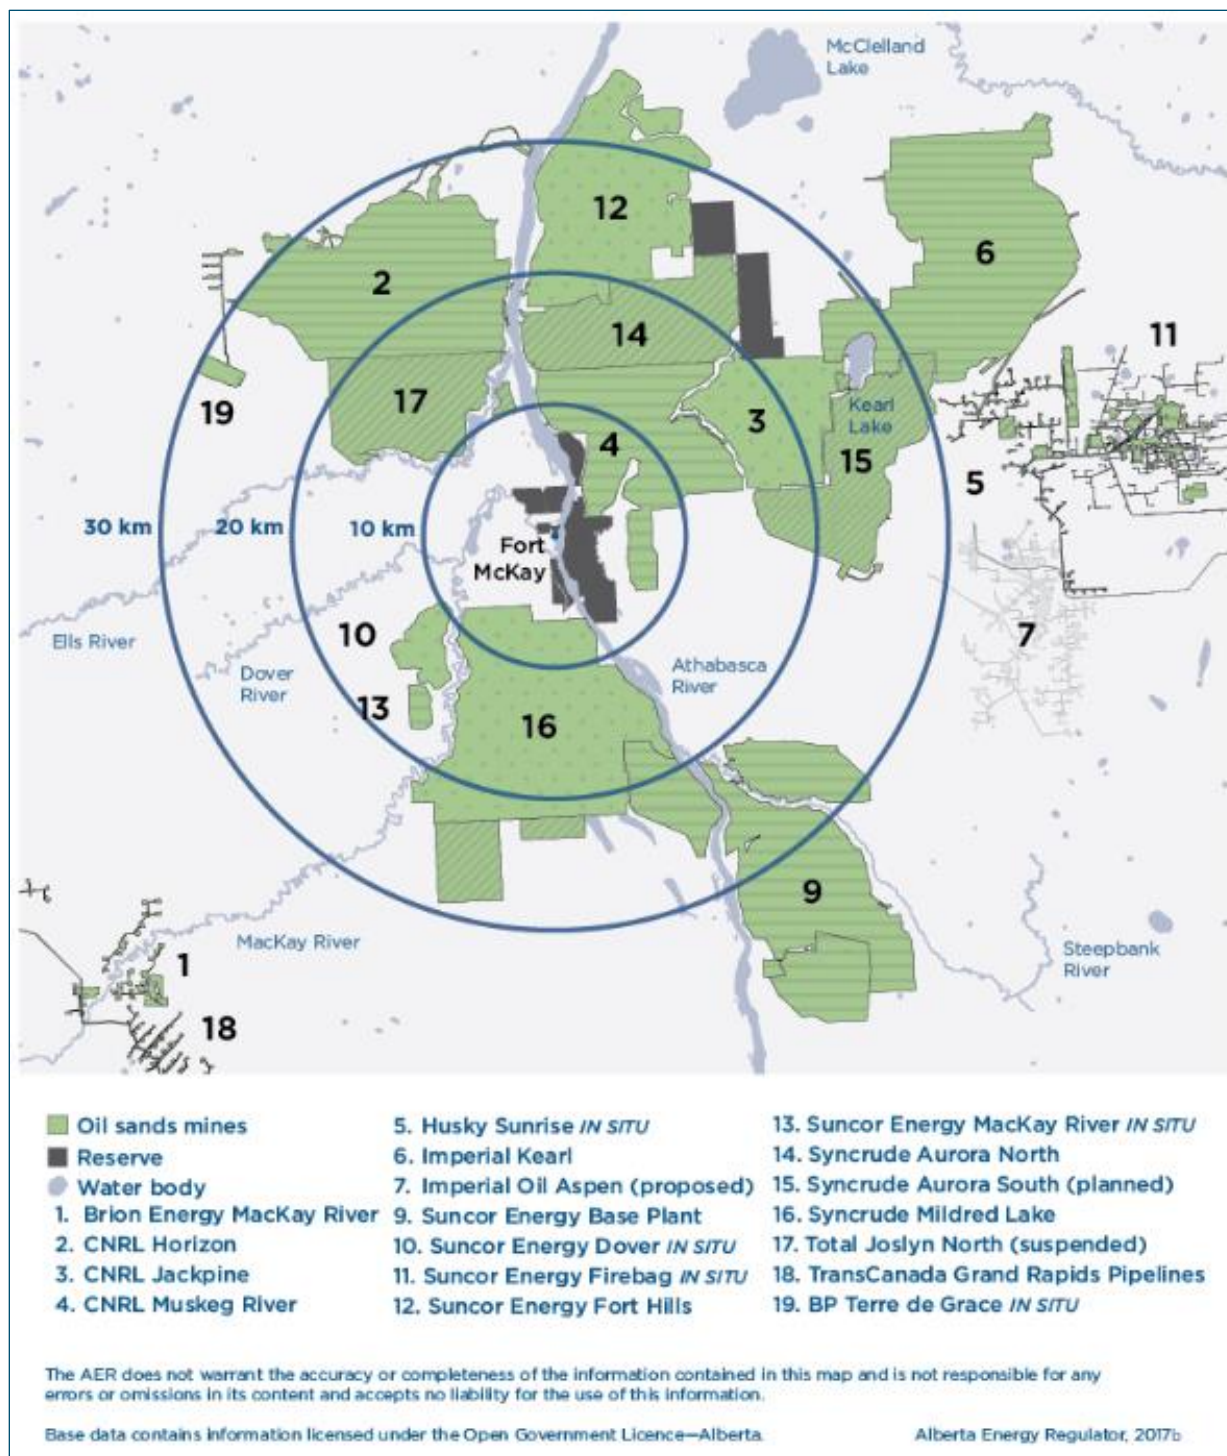 McClelland
Lake
12
6
2
11
14
17
19
3
Kearl
Lake
4
15
5
30 km
20 km
10 km
Fort
McKay
10
7
Ells River
Dover
River
Athabasca
River
13
16
9
MacKay River
1
Steepbank
River
18
Oil sands mines
Reserve
Water body
1. Brion Energy MacKay River
2. CNRL Horizon
3. CNRL Jackpine
4. CNRL Muskeg River
5. Husky Sunrise IN SITU
6. Imperial Kearl
7. Imperial Oil Aspen (proposed)
9. Suncor Energy Base Plant
10. Suncor Energy Dover IN SITU
11. Suncor Energy Firebag IN SITU
12. Suncor Energy Fort Hills
13. Suncor Energy MacKay River IN SITU
14. Syncrude Aurora North
15. Syncrude Aurora South (planned)
16. Syncrude Mildred Lake
17. Total Joslyn North (suspended)
18. TransCanada Grand Rapids Pipelines
19. BP Terre de Grace IN SITU
The AER does not warrant the accuracy or completeness of the information contained in this map and is not responsible for any
errors or omissions in its content and accepts no liability for the use of this information.
Base data contains information licensed under the Open Government Licence—Alberta.
Alberta Energy Regulator, 2017b